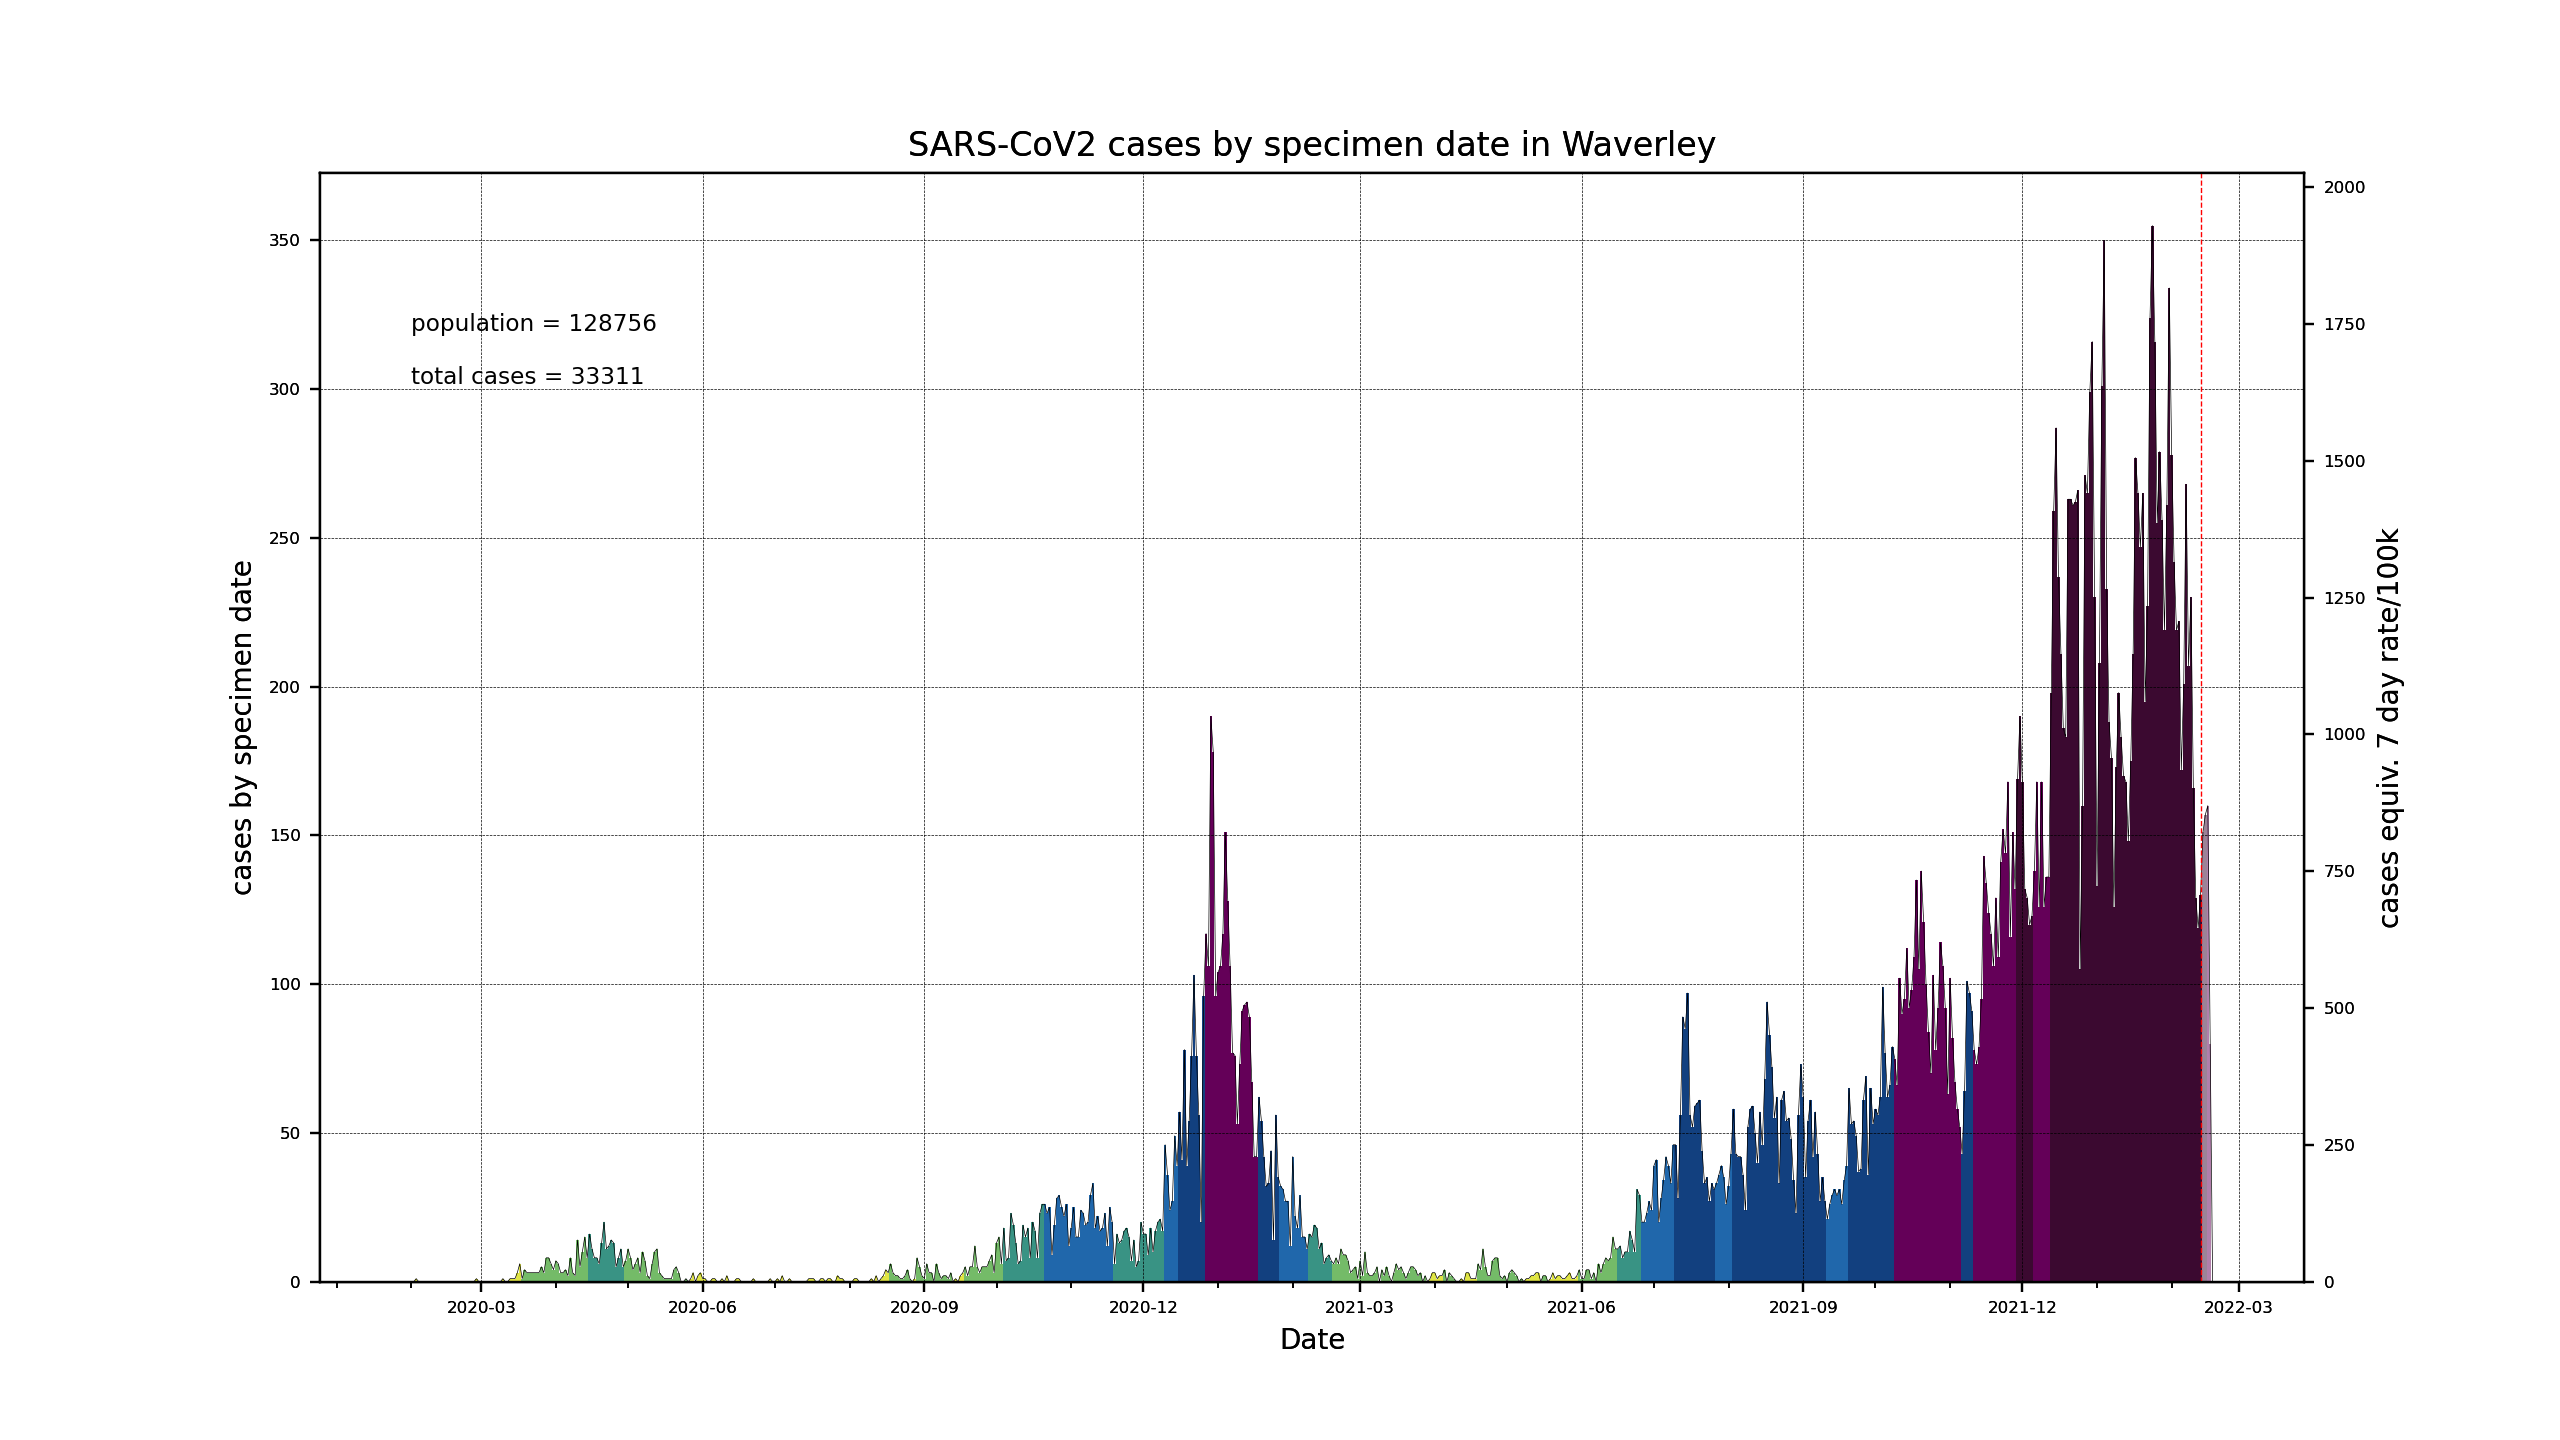 SARS-CoV2 cases by specimen date in Waverley
population = 128756
total cases = 33311
cases by specimen date
350
300
250
200
150
100
50
0
2000
1750
1500
1250
1000
750
500
250
0
cases equiv. 7 day rate/100k
2020-03 2020-06 2020-09 2020-12 2021-03 2021-06 2021-09 2021-12 2022-03
Date